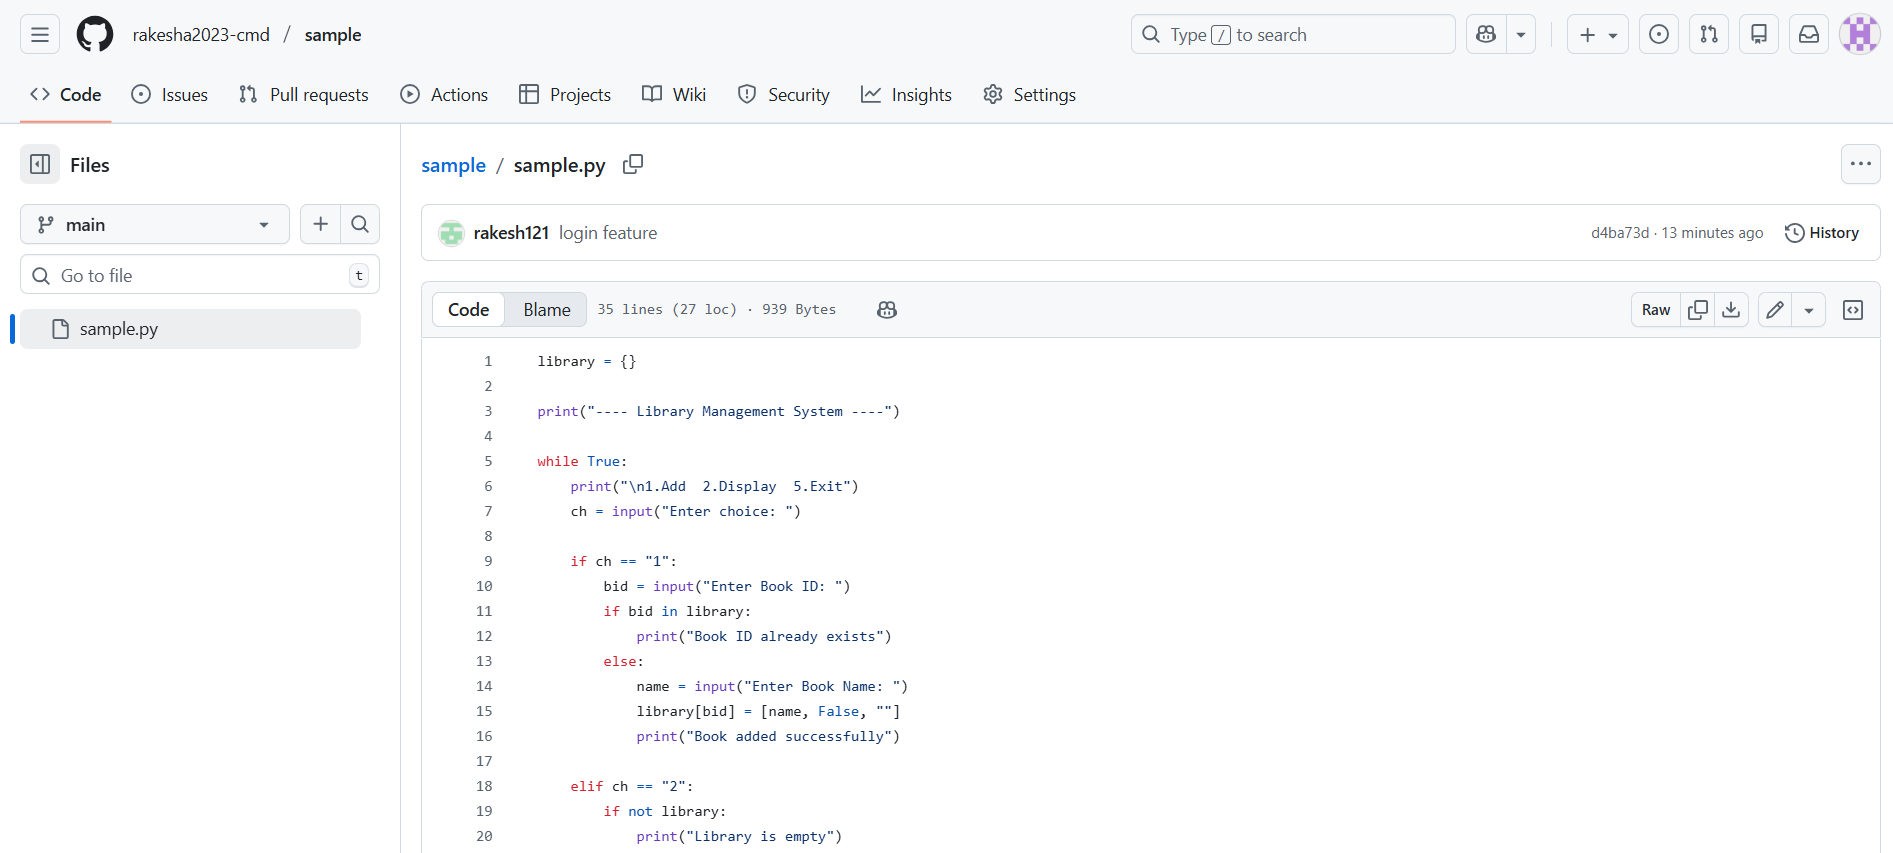 rakesha2023-cmd / sample
Type / to search
Code Issues Pull requests Actions Projects Wiki Security Insights Settings
Files
main
Go to file t
sample.py
sample / sample.py
rakesh121 login feature d4ba73d · 13 minutes ago History
Code Blame 35 lines (27 loc) · 939 Bytes Raw
1 library = {}
2
3 print("---- Library Management System ----")
4
5 while True:
6     print("\n1.Add  2.Display  5.Exit")
7     ch = input("Enter choice: ")
8
9     if ch == "1":
10         bid = input("Enter Book ID: ")
11         if bid in library:
12             print("Book ID already exists")
13         else:
14             name = input("Enter Book Name: ")
15             library[bid] = [name, False, ""]
16             print("Book added successfully")
17
18     elif ch == "2":
19         if not library:
20             print("Library is empty")